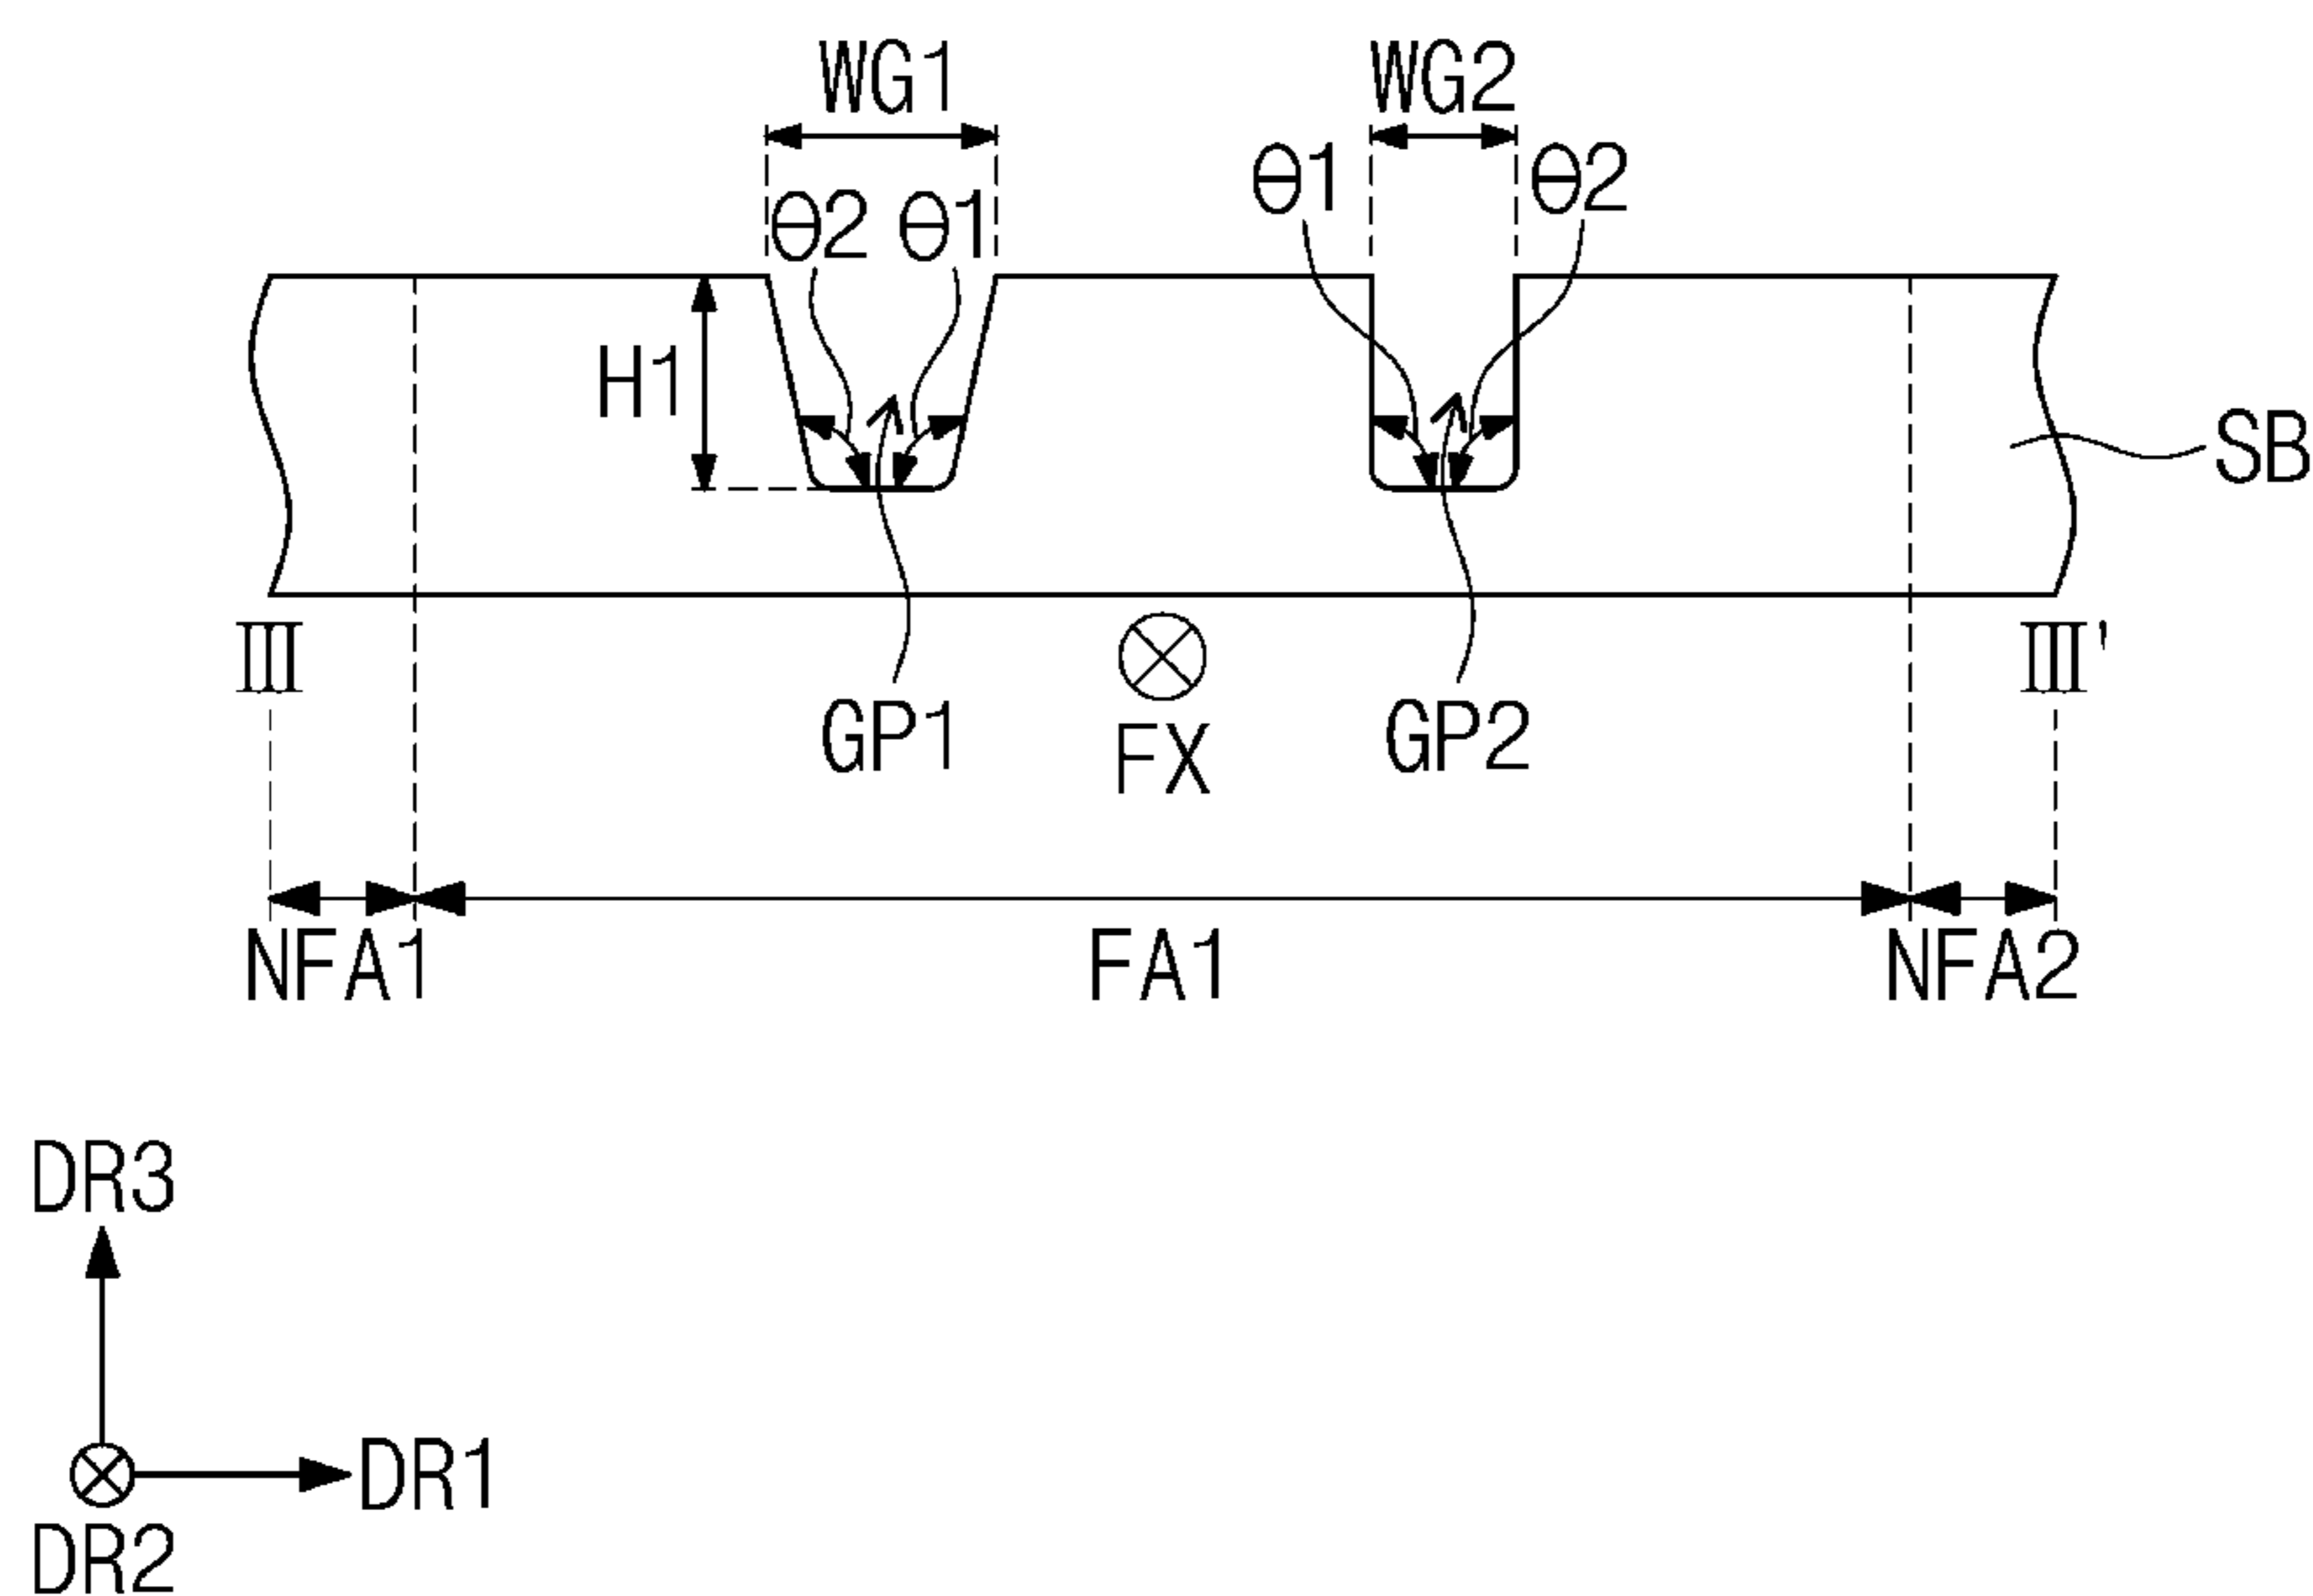 WG1 WG2
θ2 θ1 θ1 θ2
H1
SB
III III'
GP1 FX GP2
NFA1 FA1 NFA2
DR3
DR1
DR2